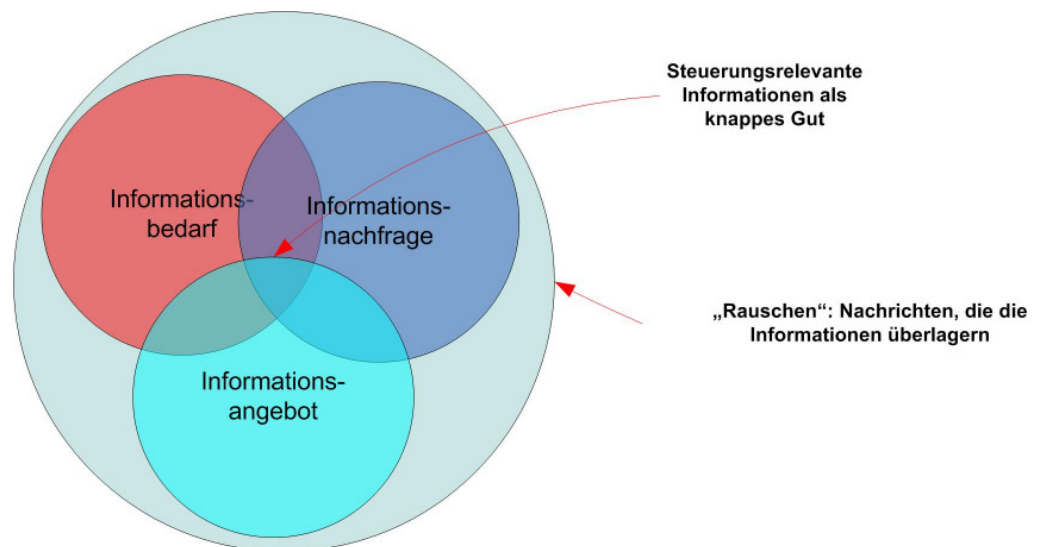 Steuerungsrelevante
Informationen als
knappes Gut
Informations-
bedarf
Informations-
nachfrage
„Rauschen“: Nachrichten, die die
Informationen überlagern
Informations-
angebot